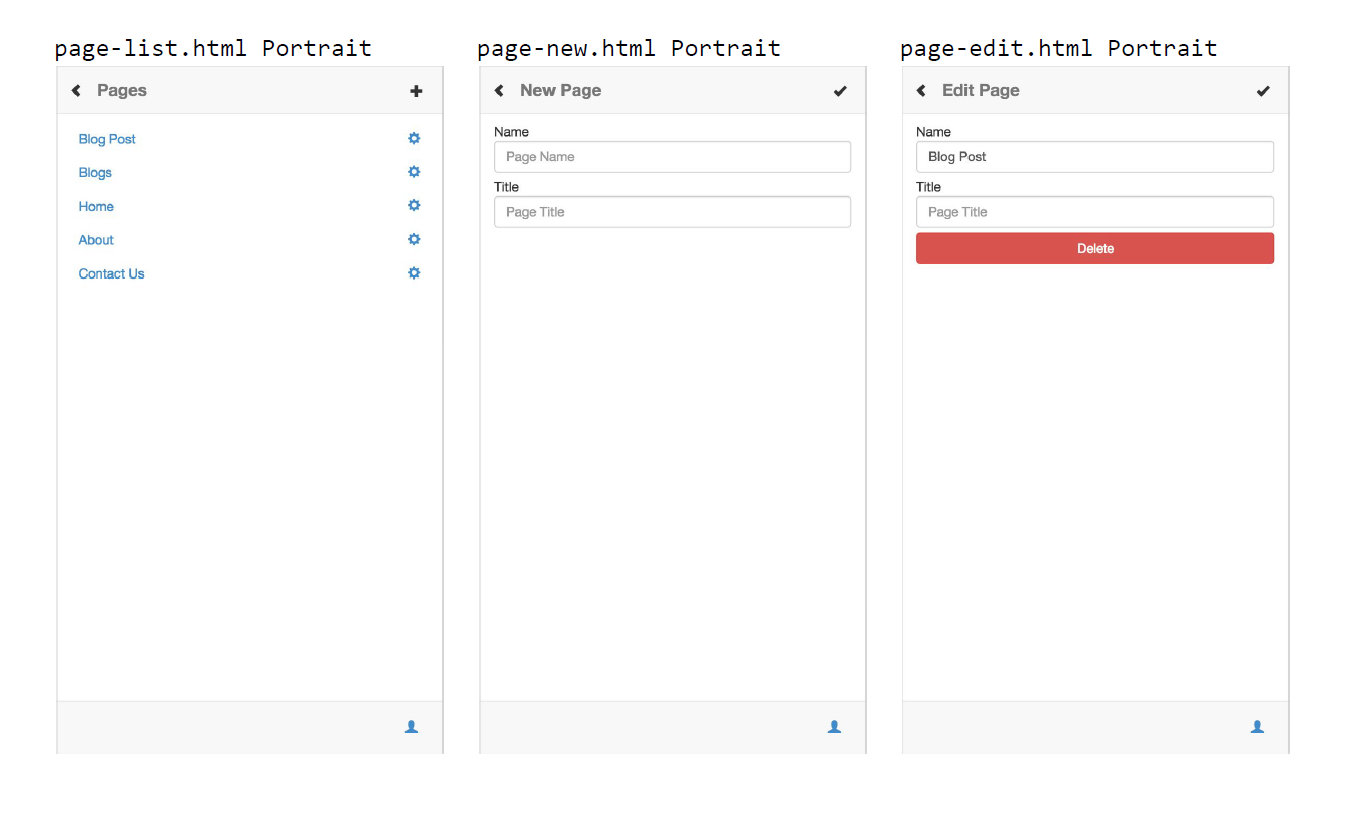 page-list.html Portrait
Pages
Blog Post
Blogs
Home
About
Contact Us
page-new.html Portrait
New Page
Name
Page Name
Title
Page Title
page-edit.html Portrait
Edit Page
Name
Blog Post
Title
Page Title
Delete